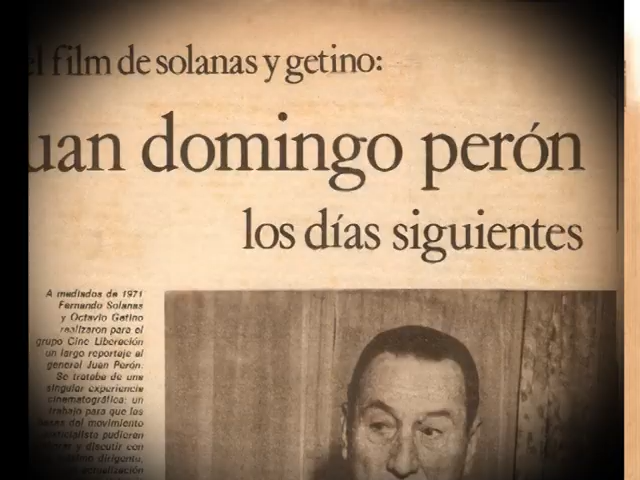 el film de solanas y getino:
uan domingo perón
los días siguientes
A mediados de 1971
Fernando Solanas
y Octavio Getino
realizaron para el
grupo Cine Liberación
un largo reportaje al
general Juan Perón.
Se trataba de una
singular experiencia
cinematográfica: un
trabajo para que las
bases del movimiento
justicialista pudieran
y discutir con
dirigente,
actualización